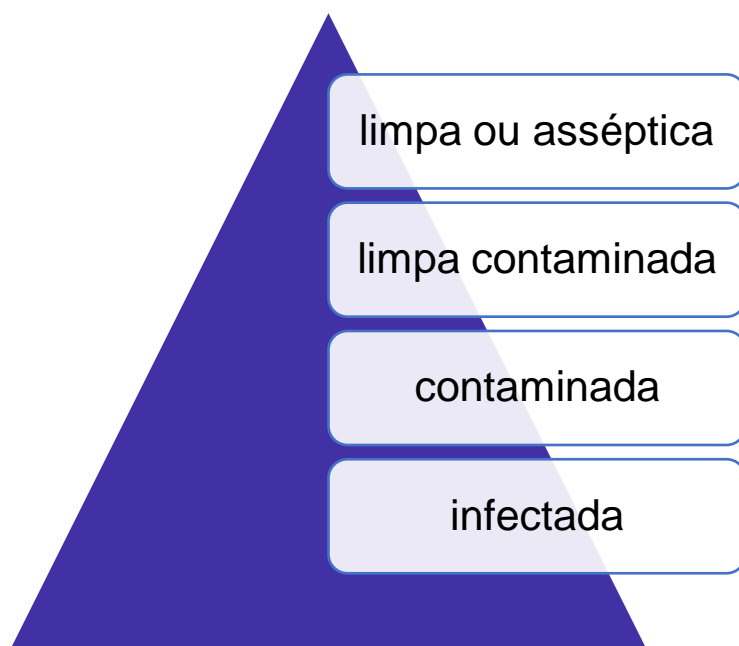 limpa ou asséptica
limpa contaminada
contaminada
infectada